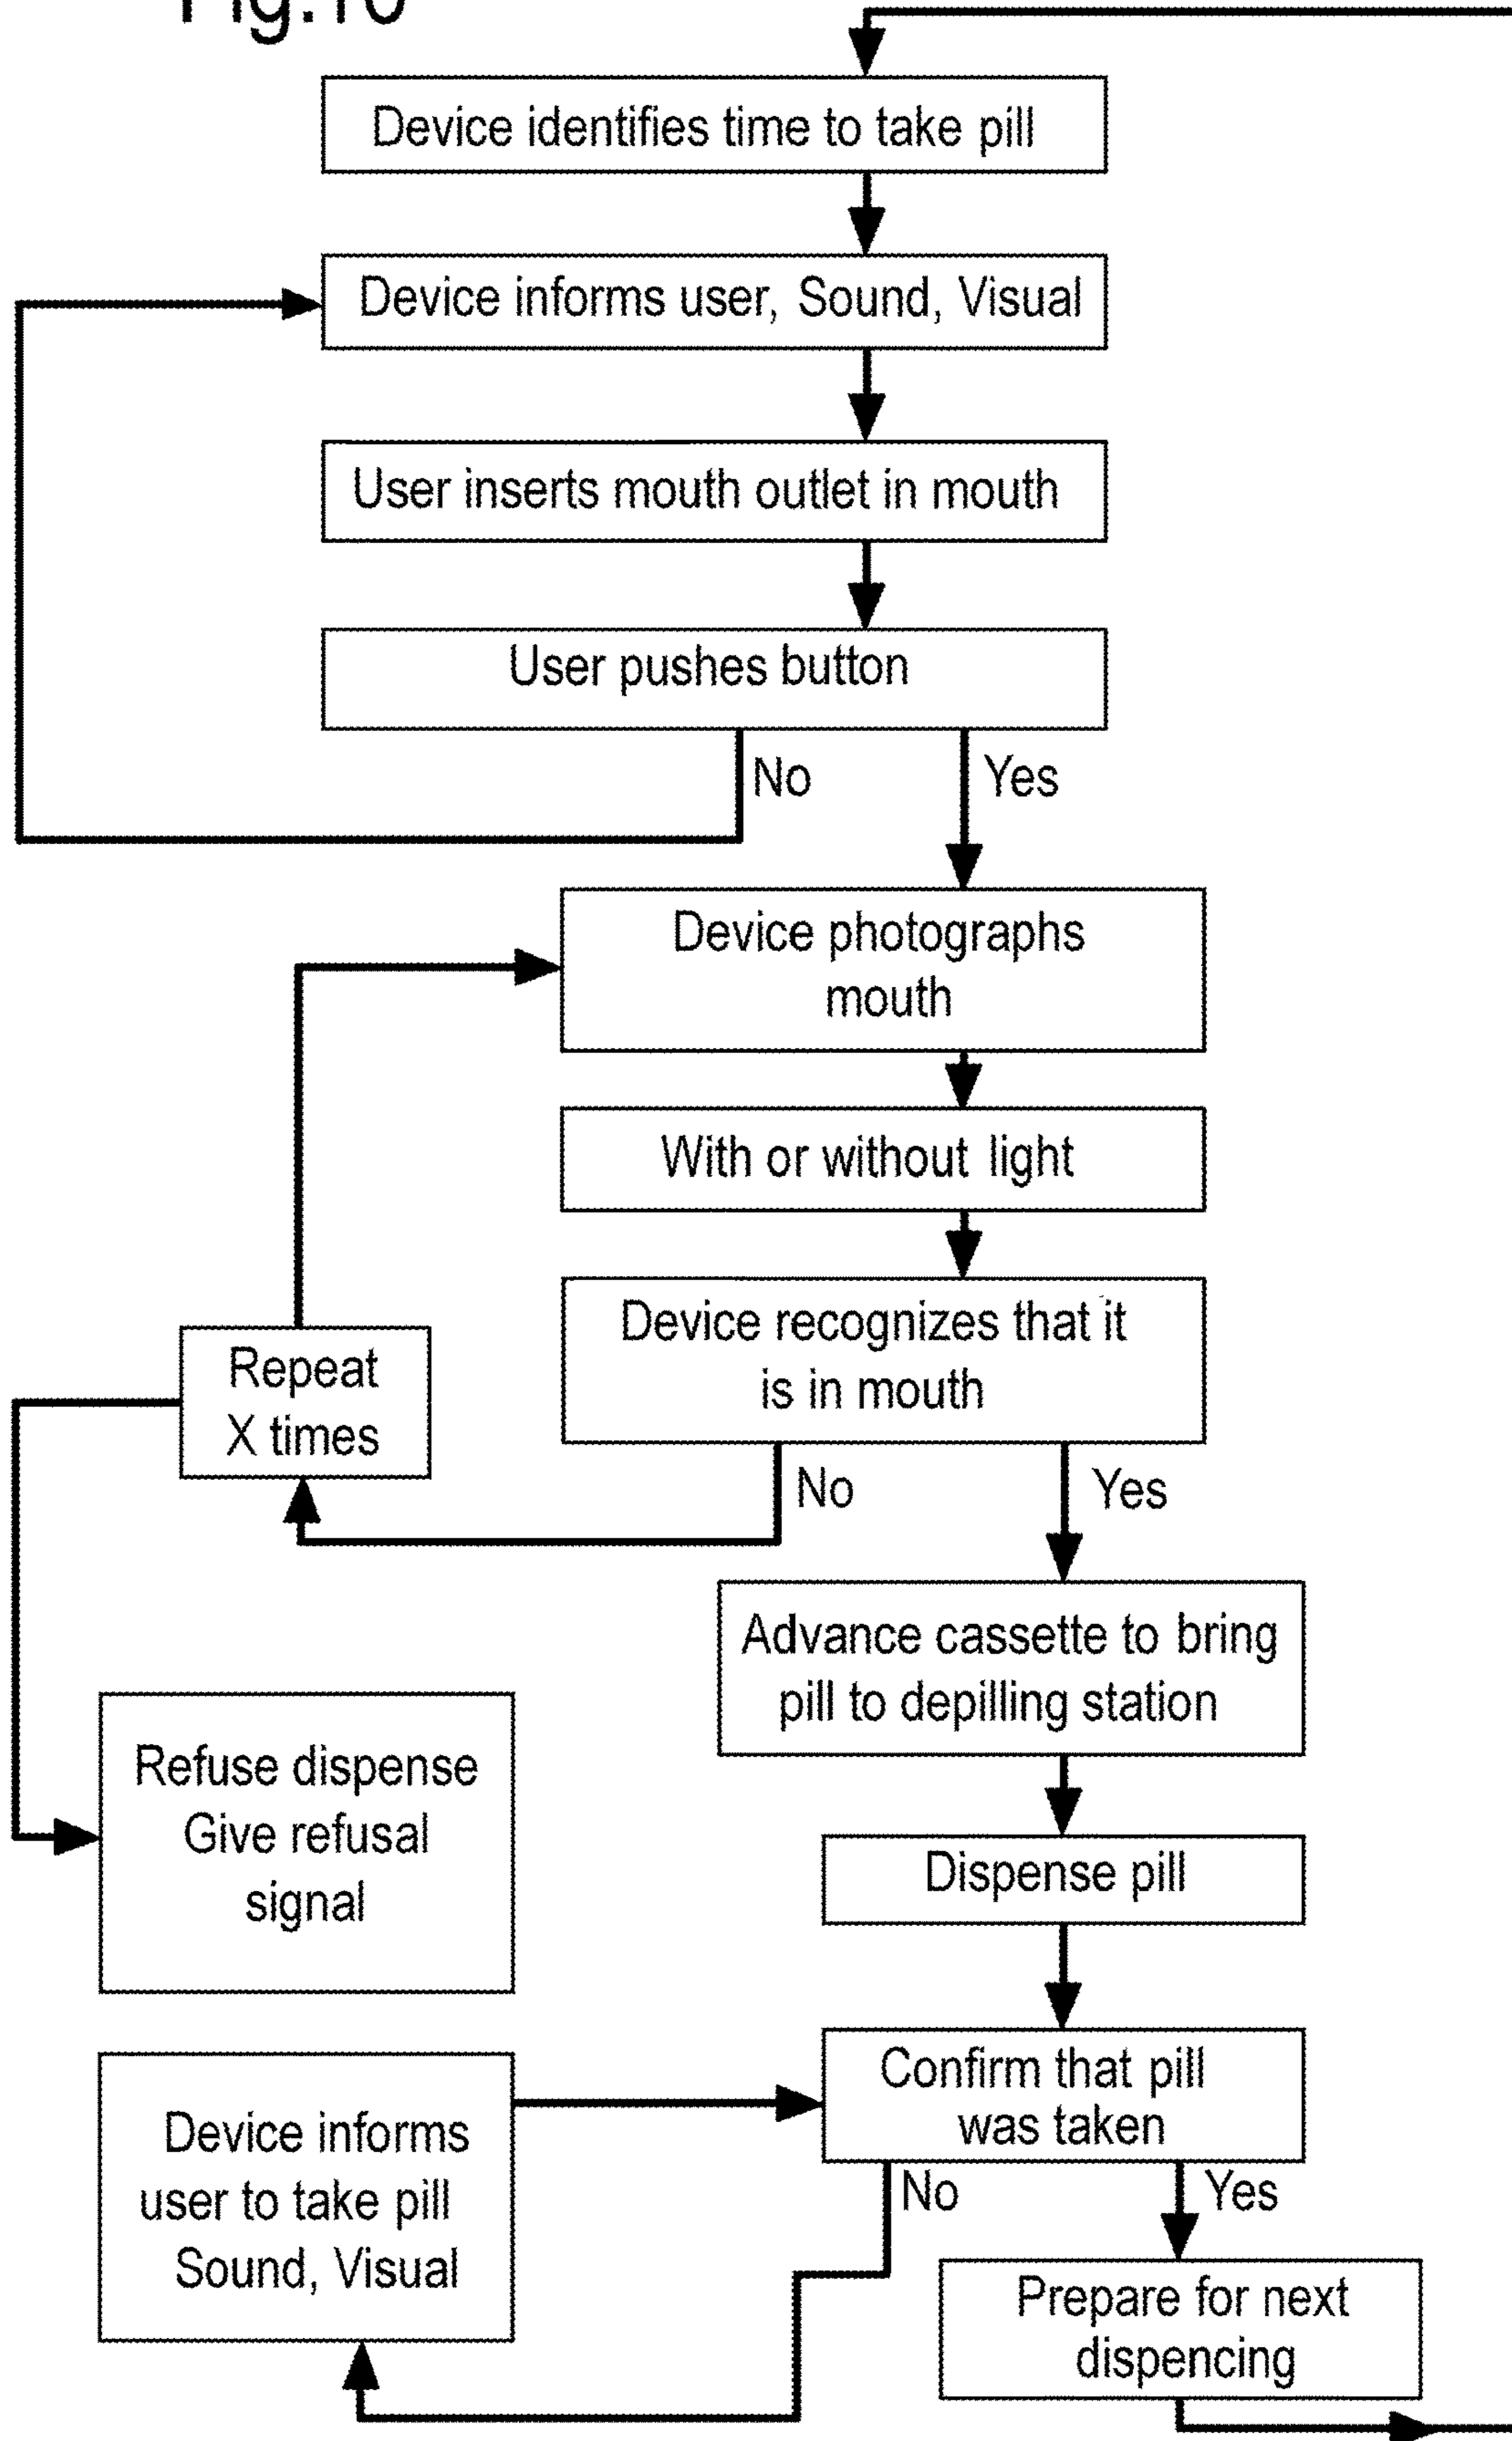 Fig.10
Device identifies time to take pill
Device informs user, Sound, Visual
User inserts mouth outlet in mouth
User pushes button
No
Yes
Device photographs
mouth
With or without light
Device recognizes that it
is in mouth
Repeat
X times
No
Yes
Advance cassette to bring
pill to depilling station
Refuse dispense
Give refusal
signal
Dispense pill
Confirm that pill
was taken
Device informs
user to take pill
Sound, Visual
No
Yes
Prepare for next
dispencing